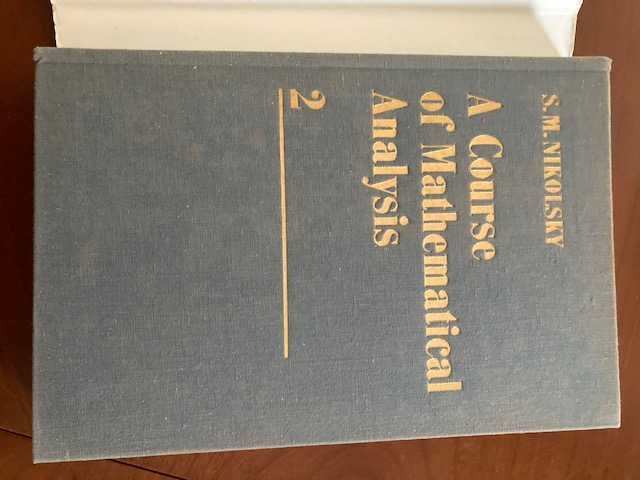 S. M. NIKOLSKY
A Course
of Mathematical
Analysis
2